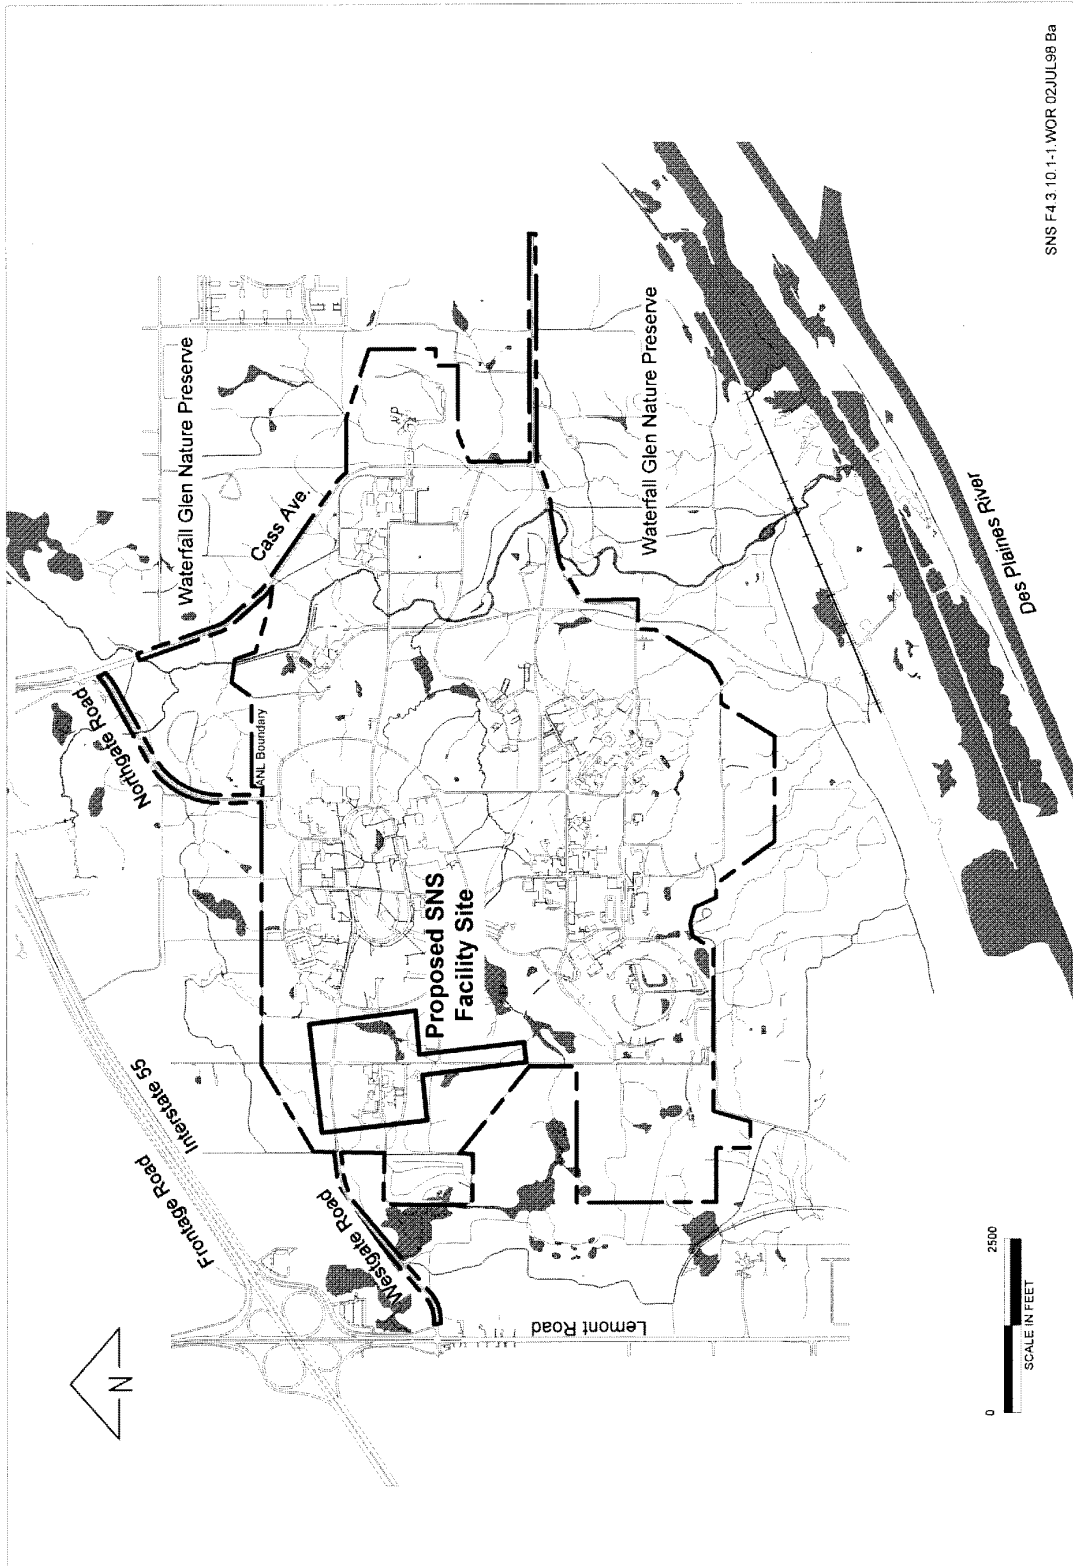 SNS F4.3.10.1-1.WOR 02JUL98 Ba
Waterfall Glen Nature Preserve
Cass Ave.
Northgate Road
ANL Boundary
Interstate 55
Frontage Road
Westgate Road
Lemont Road
Proposed SNS
Facility Site
Waterfall Glen Nature Preserve
Des Plaines River
N
0
2500
SCALE IN FEET